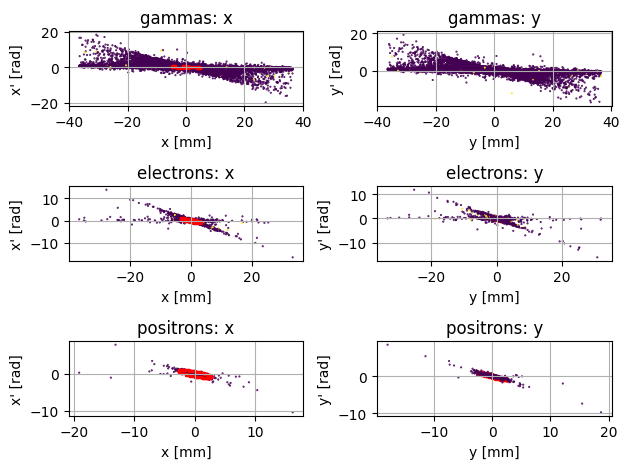 gammas: x
gammas: y
20
0
−20
x' [rad]
−40
−20
0
20
40
x [mm]
20
0
y' [rad]
−40
−20
0
20
40
y [mm]
electrons: x
electrons: y
10
0
−10
x' [rad]
−20
0
20
x [mm]
10
0
−10
y' [rad]
−20
0
20
y [mm]
positrons: x
positrons: y
0
−10
x' [rad]
−20
−10
0
10
x [mm]
0
−10
y' [rad]
−10
0
10
20
y [mm]